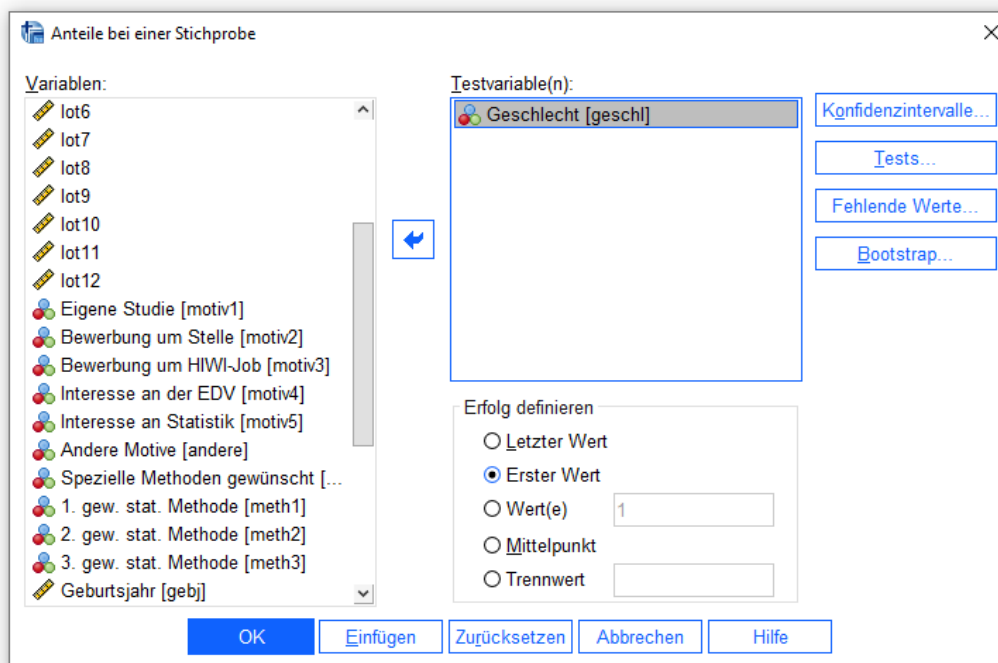 Anteile bei einer Stichprobe
Variablen:
lot6
lot7
lot8
lot9
lot10
lot11
lot12
Eigene Studie [motiv1]
Bewerbung um Stelle [motiv2]
Bewerbung um HIWI-Job [motiv3]
Interesse an der EDV [motiv4]
Interesse an Statistik [motiv5]
Andere Motive [andere]
Spezielle Methoden gewünscht [...
1. gew. stat. Methode [meth1]
2. gew. stat. Methode [meth2]
3. gew. stat. Methode [meth3]
Geburtsjahr [gebj]
Testvariable(n):
Geschlecht [geschl]
Erfolg definieren
Letzter Wert
Erster Wert
Wert(e) 1
Mittelpunkt
Trennwert
Konfidenzintervalle...
Tests...
Fehlende Werte...
Bootstrap...
OK Einfügen Zurücksetzen Abbrechen Hilfe